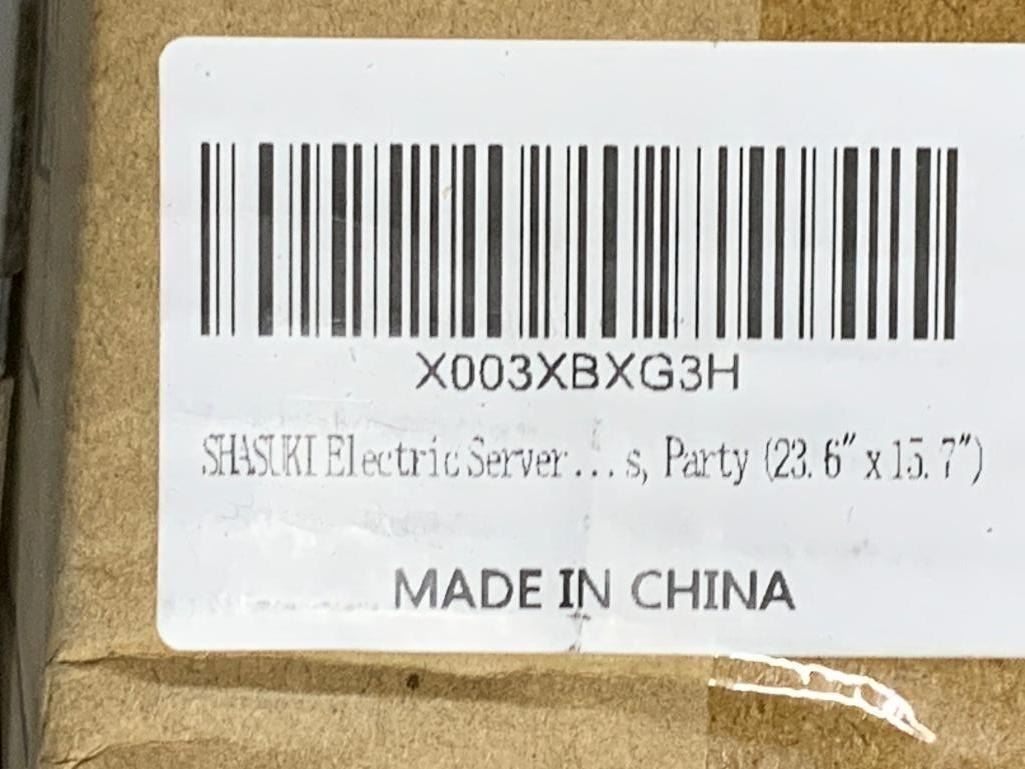 X003XBXG3H
SHASUKI Electric Server...s, Party (23.6" x 15.7")
MADE IN CHINA